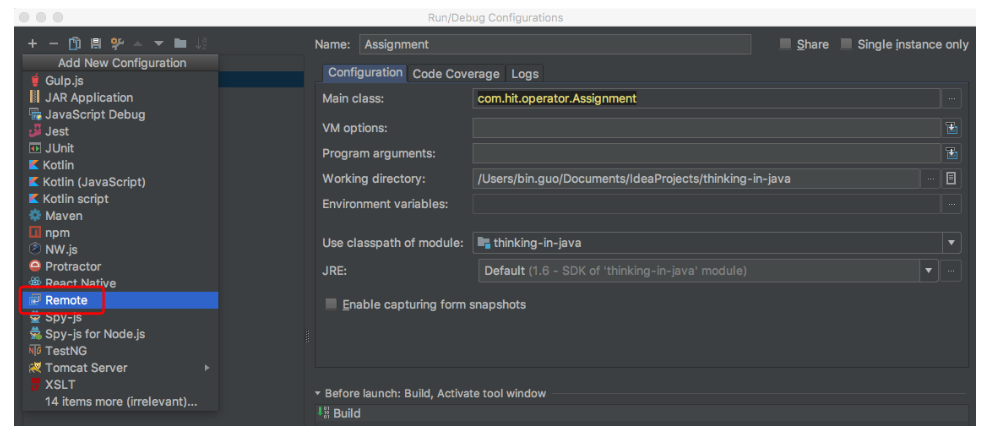 Run/Debug Configurations
Name: Assignment
Share
Single instance only
Add New Configuration
Gulp.js
JAR Application
JavaScript Debug
Jest
JUnit
Kotlin
Kotlin (JavaScript)
Kotlin script
Maven
npm
NW.js
Protractor
React Native
Remote
Spy-js
Spy-js for Node.js
TestNG
Tomcat Server
XSLT
14 items more (irrelevant)...
Configuration Code Coverage Logs
Main class: com.hit.operator.Assignment
VM options:
Program arguments:
Working directory: /Users/bin.guo/Documents/IdeaProjects/thinking-in-java
Environment variables:
Use classpath of module: thinking-in-java
JRE: Default (1.6 - SDK of 'thinking-in-java' module)
Enable capturing form snapshots
Before launch: Build, Activate tool window
Build